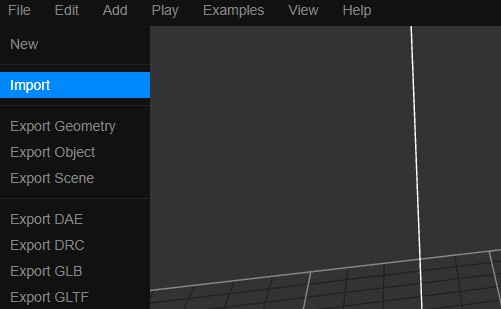 File Edit Add Play Examples View Help
New
Import
Export Geometry
Export Object
Export Scene
Export DAE
Export DRC
Export GLB
Export GLTF